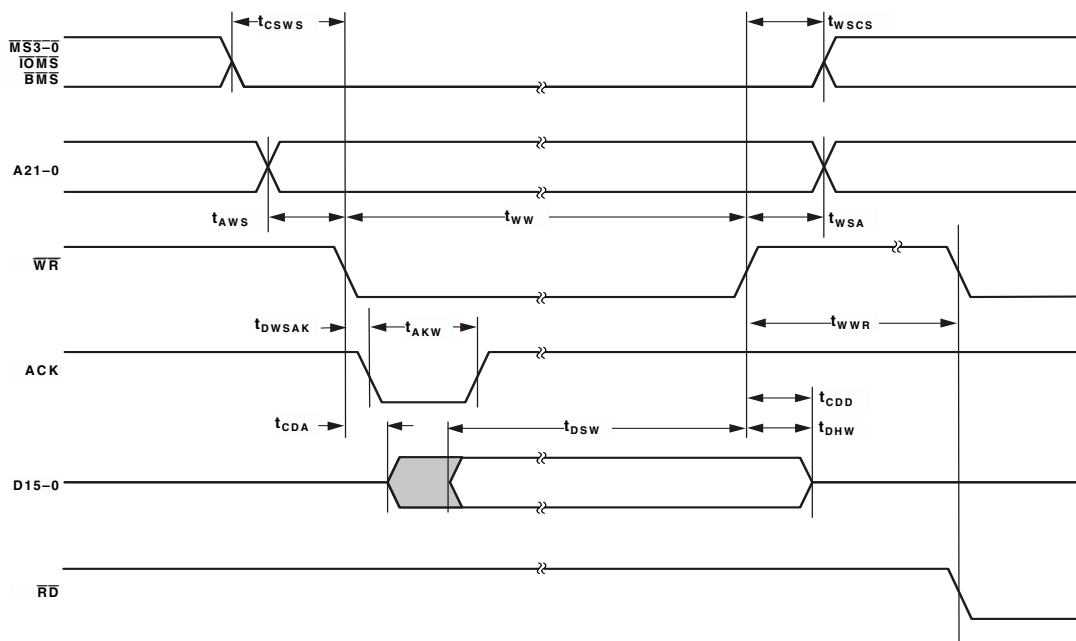 tCSWS
tWSCS
MS3–0
IOMS
BMS
A21–0
tAWS
tWW
tWSA
WR
tDWSAK
tAKW
tWWR
ACK
tCDD
tCDA
tDSW
tDHW
D15–0
RD